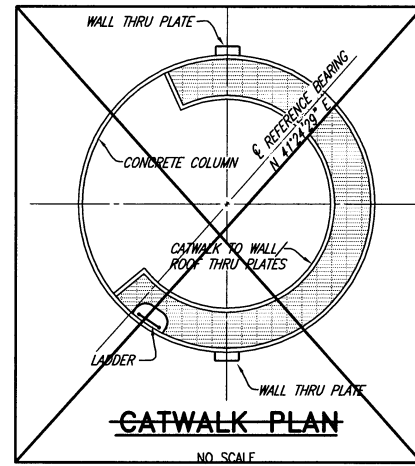 WALL THRU PLATE
℄ REFERENCE BEARING
N 41°24'29" E
CONCRETE COLUMN
CATWALK TO WALL
ROOF THRU PLATES
LADDER
WALL THRU PLATE
CATWALK PLAN
NO SCALE